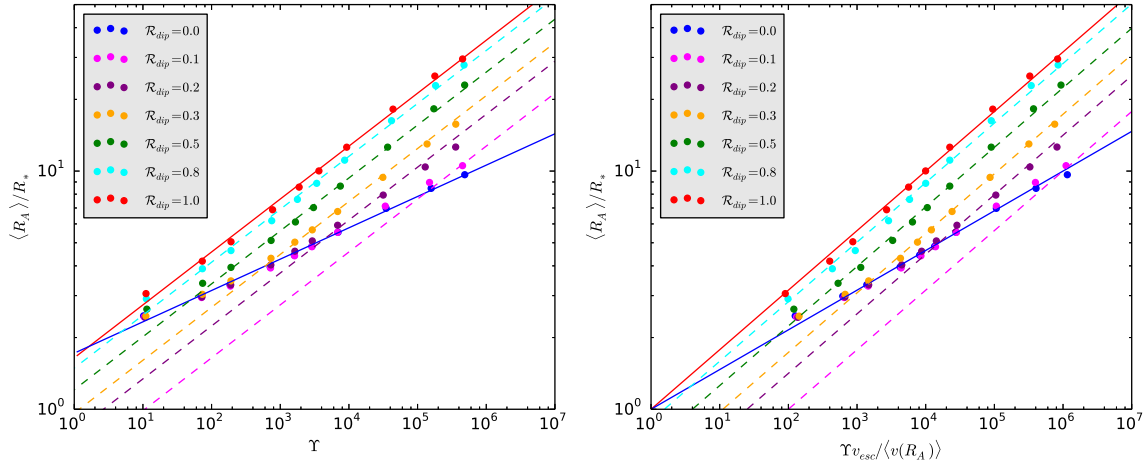 ⟨R_A⟩/R_*
10^1
10^0
R_dip=0.0
R_dip=0.1
R_dip=0.2
R_dip=0.3
R_dip=0.5
R_dip=0.8
R_dip=1.0
10^0 10^1 10^2 10^3 10^4 10^5 10^6 10^7
Υ
⟨R_A⟩/R_*
10^1
10^0
R_dip=0.0
R_dip=0.1
R_dip=0.2
R_dip=0.3
R_dip=0.5
R_dip=0.8
R_dip=1.0
10^0 10^1 10^2 10^3 10^4 10^5 10^6 10^7
Υv_esc/⟨v(R_A)⟩